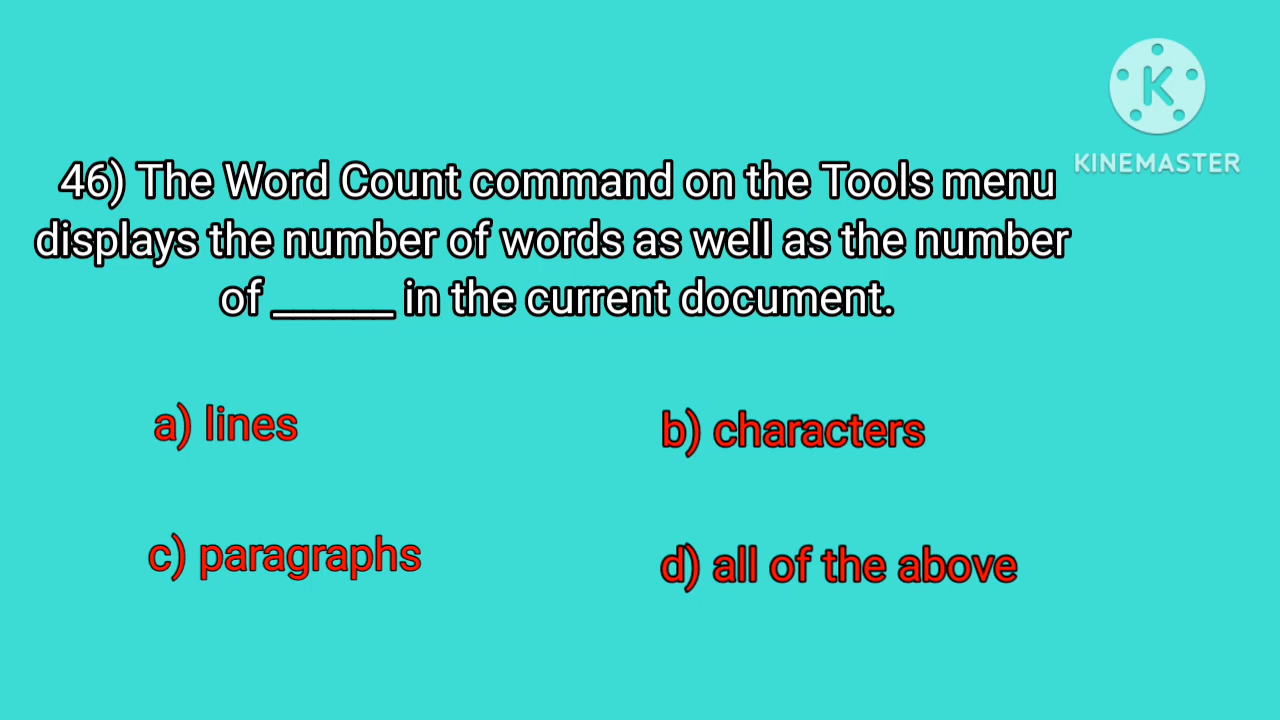 KINEMASTER
46) The Word Count command on the Tools menu
displays the number of words as well as the number
of ______ in the current document.
a) lines
b) characters
c) paragraphs
d) all of the above